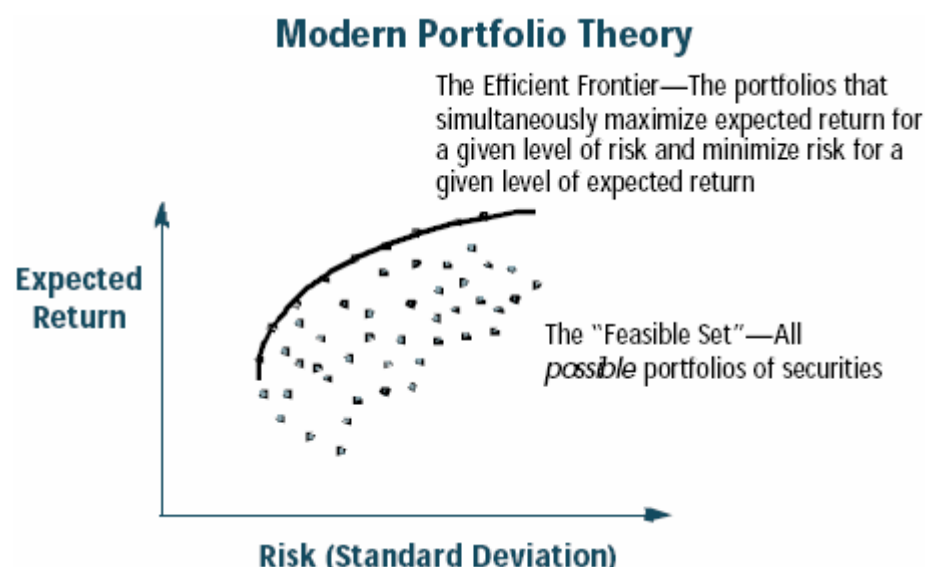 Modern Portfolio Theory
The Efficient Frontier—The portfolios that
simultaneously maximize expected return for
a given level of risk and minimize risk for a
given level of expected return
Expected
Return
The “Feasible Set”—All
possible portfolios of securities
Risk (Standard Deviation)